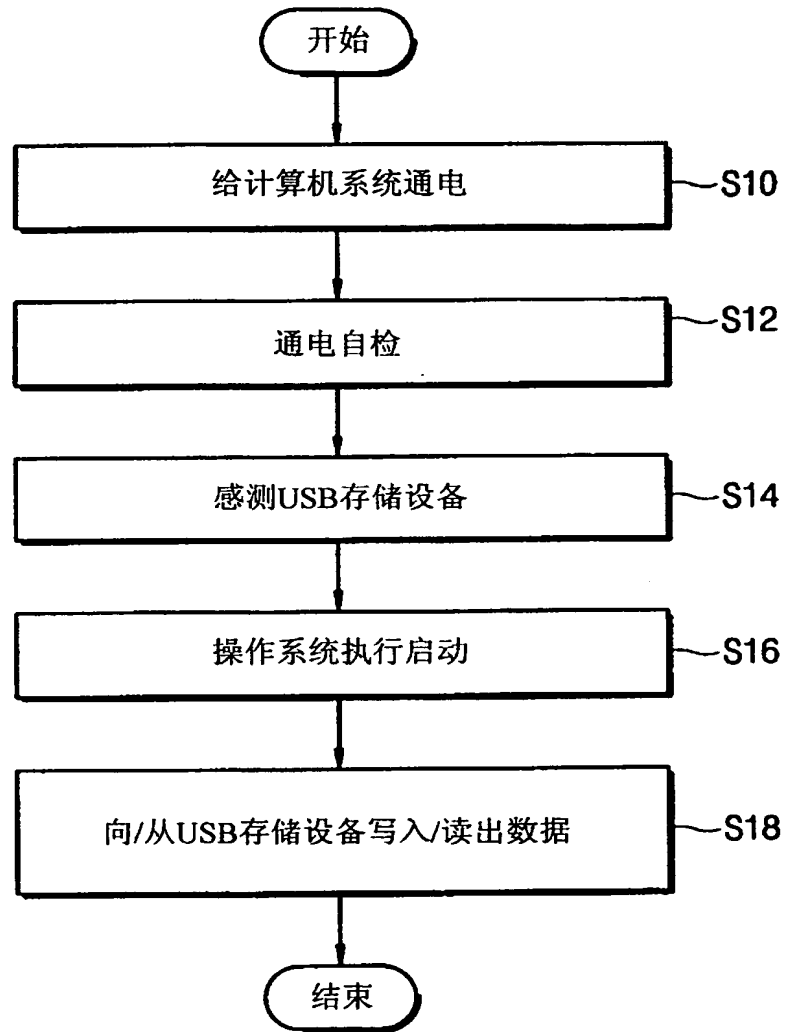 开始
给计算机系统通电
S10
通电自检
S12
感测USB存储设备
S14
操作系统执行启动
S16
向/从USB存储设备写入/读出数据
S18
结束